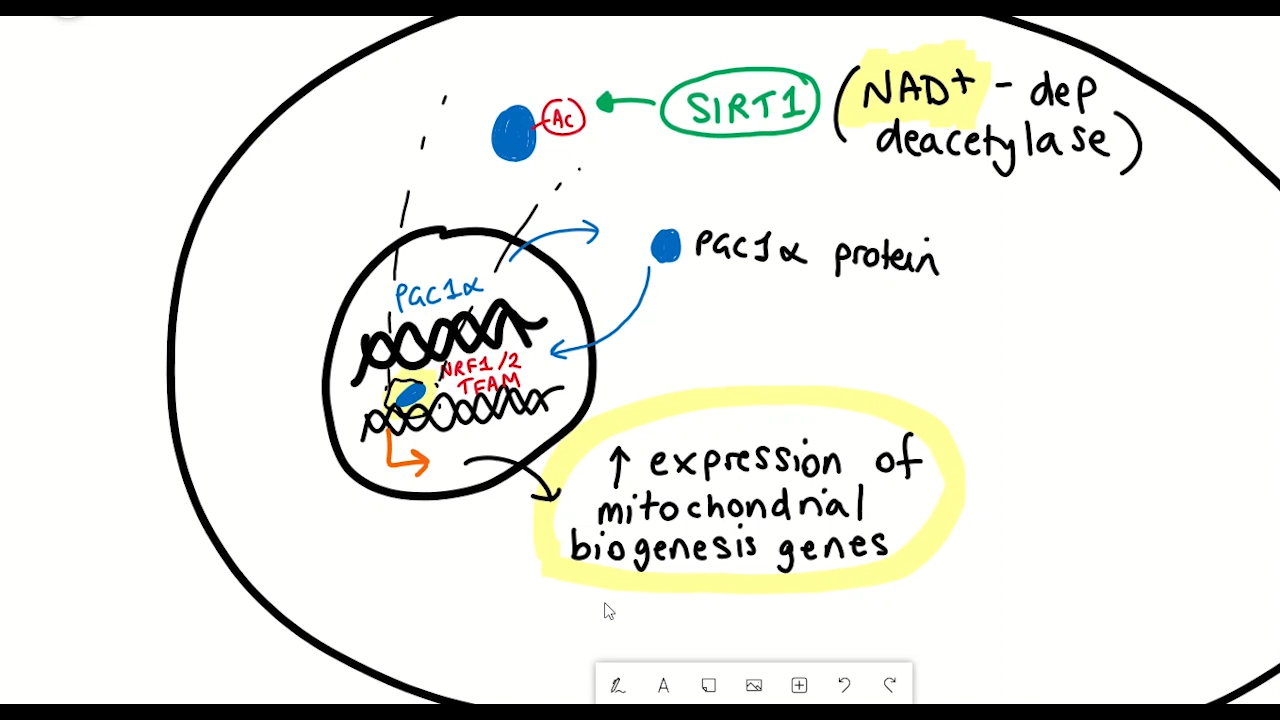 Ac
SIRT1
(NAD+ - dep
deacetylase)
PGC1α protein
PGC1α
NRF1/2
TFAM
↑ expression of
mitochondrial
biogenesis genes
A